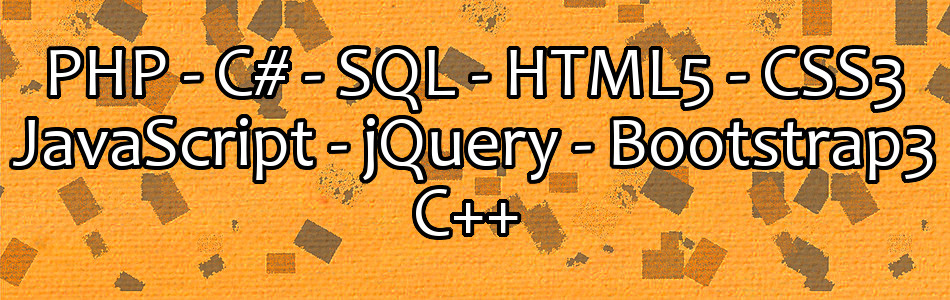 PHP - C# - SQL - HTML5 - CSS3
JavaScript - jQuery - Bootstrap3
C++